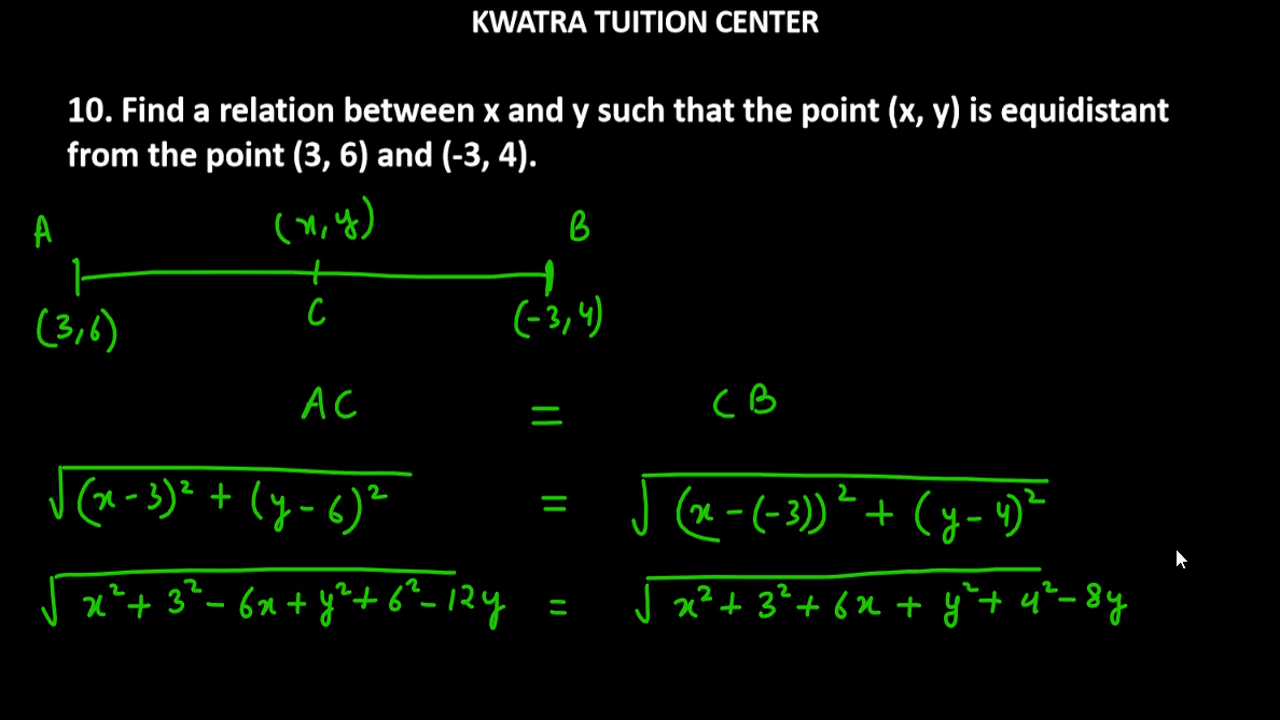 KWATRA TUITION CENTER
10. Find a relation between x and y such that the point (x, y) is equidistant
from the point (3, 6) and (-3, 4).
A (x, y) B
(3, 6) C (-3, 4)
AC = CB
√((x - 3)² + (y - 6)²) = √((x - (-3))² + (y - 4)²)
√(x² + 3² - 6x + y² + 6² - 12y) = √(x² + 3² + 6x + y² + 4² - 8y)